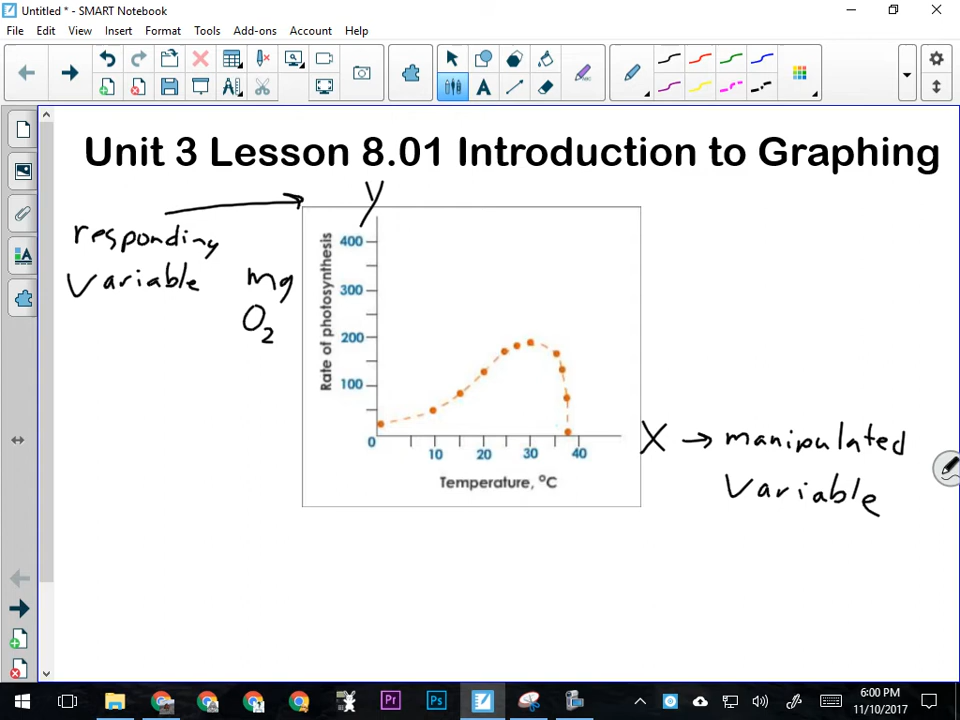 Untitled * - SMART Notebook
File Edit View Insert Format Tools Add-ons Account Help
Unit 3 Lesson 8.01 Introduction to Graphing
y
responding
variable
mg
O2
Rate of photosynthesis
400
300
200
100
0
10 20 30 40
Temperature, °C
X → manipulated
variable
6:00 PM
11/10/2017